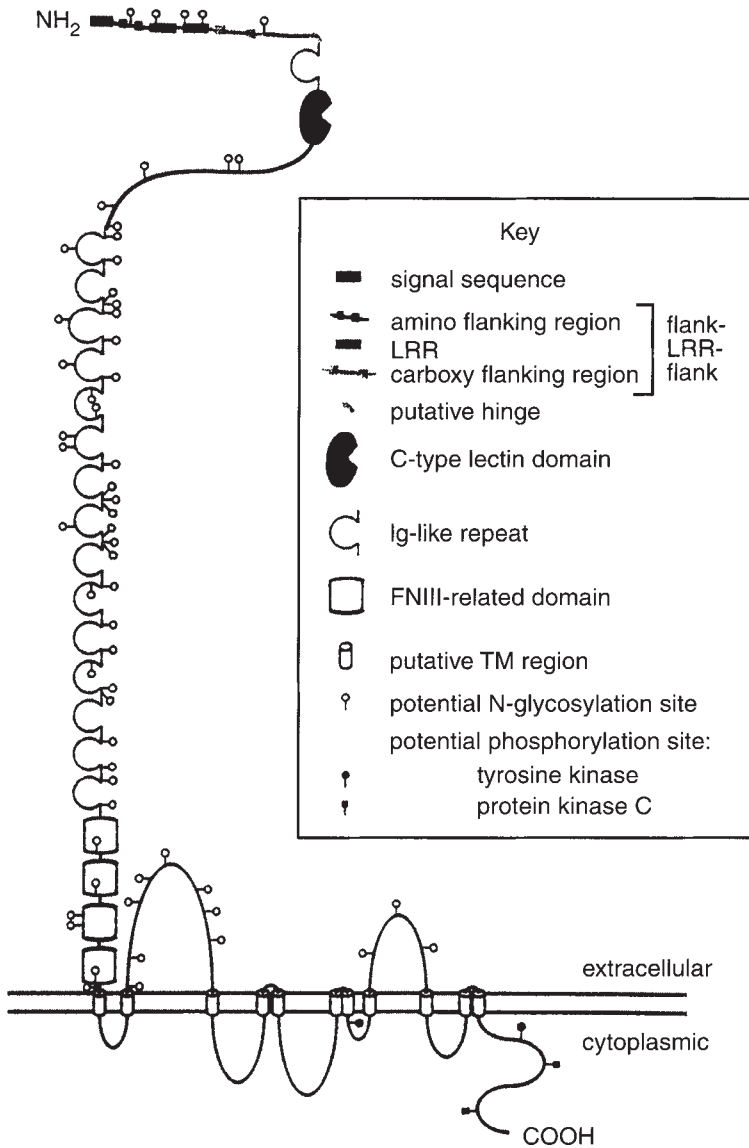 NH2
Key
signal sequence
amino flanking region
LRR
carboxy flanking region
flank-
LRR-
flank
putative hinge
C-type lectin domain
Ig-like repeat
FNIII-related domain
putative TM region
potential N-glycosylation site
potential phosphorylation site:
tyrosine kinase
protein kinase C
extracellular
cytoplasmic
COOH